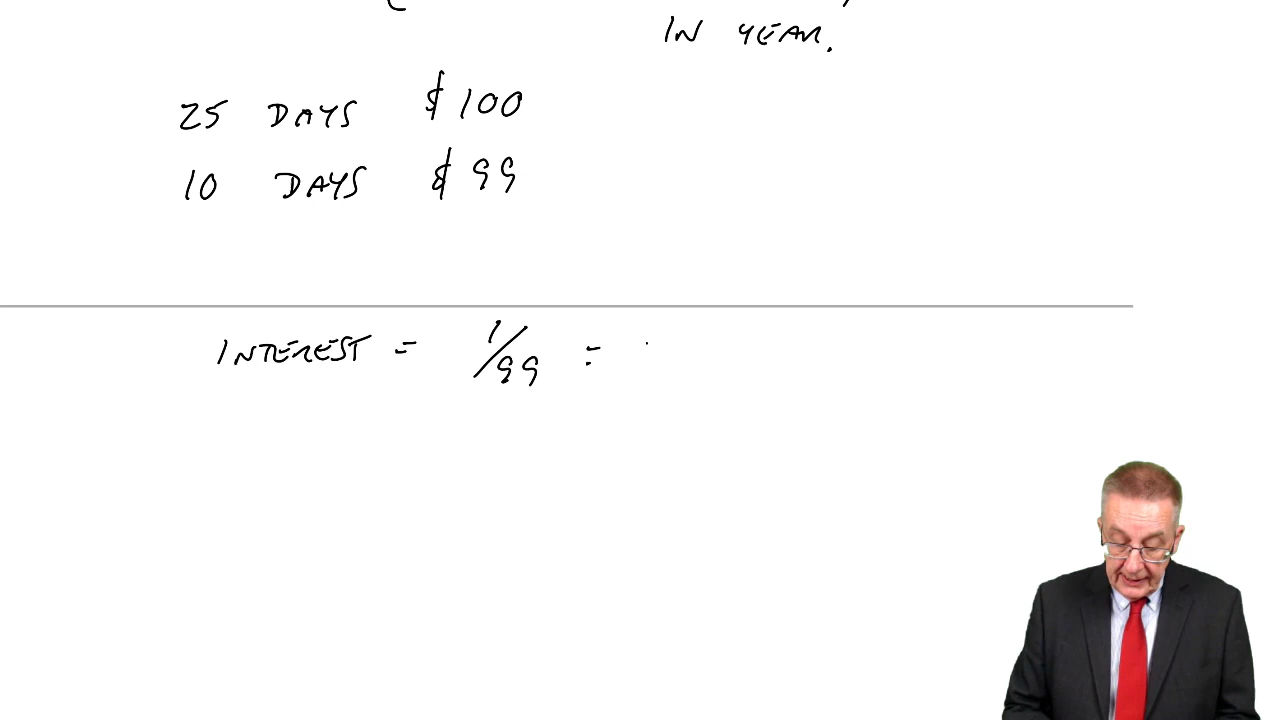 IN YEAR.
25 DAYS $100
10 DAYS $99
INTEREST = 1/99 =